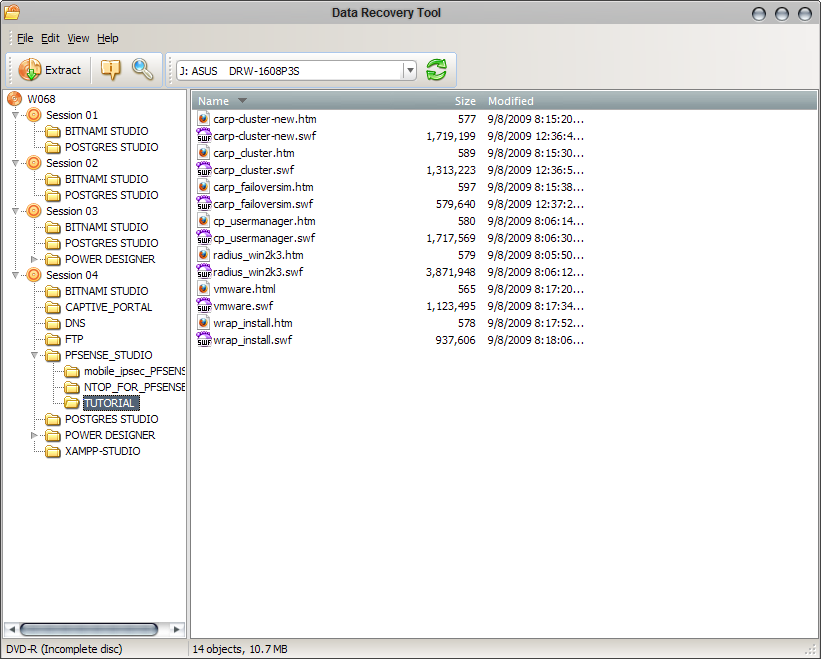 Data Recovery Tool
File Edit View Help
Extract
J: ASUS DRW-1608P3S
W068
Session 01
BITNAMI STUDIO
POSTGRES STUDIO
Session 02
BITNAMI STUDIO
POSTGRES STUDIO
Session 03
BITNAMI STUDIO
POSTGRES STUDIO
POWER DESIGNER
Session 04
BITNAMI STUDIO
CAPTIVE_PORTAL
DNS
FTP
PFSENSE_STUDIO
mobile_ipsec_PFSENS
NTOP_FOR_PFSENSE
TUTORIAL
POSTGRES STUDIO
POWER DESIGNER
XAMPP-STUDIO
Name Size Modified
carp-cluster-new.htm 577 9/8/2009 8:15:20...
carp-cluster-new.swf 1,719,199 9/8/2009 12:36:4...
carp_cluster.htm 589 9/8/2009 8:15:30...
carp_cluster.swf 1,313,223 9/8/2009 12:36:5...
carp_failoversim.htm 597 9/8/2009 8:15:38...
carp_failoversim.swf 579,640 9/8/2009 12:37:2...
cp_usermanager.htm 580 9/8/2009 8:06:14...
cp_usermanager.swf 1,717,569 9/8/2009 8:06:30...
radius_win2k3.htm 579 9/8/2009 8:05:50...
radius_win2k3.swf 3,871,948 9/8/2009 8:06:12...
vmware.html 565 9/8/2009 8:17:20...
vmware.swf 1,123,495 9/8/2009 8:17:34...
wrap_install.htm 578 9/8/2009 8:17:52...
wrap_install.swf 937,606 9/8/2009 8:18:06...
DVD-R (Incomplete disc) 14 objects, 10.7 MB